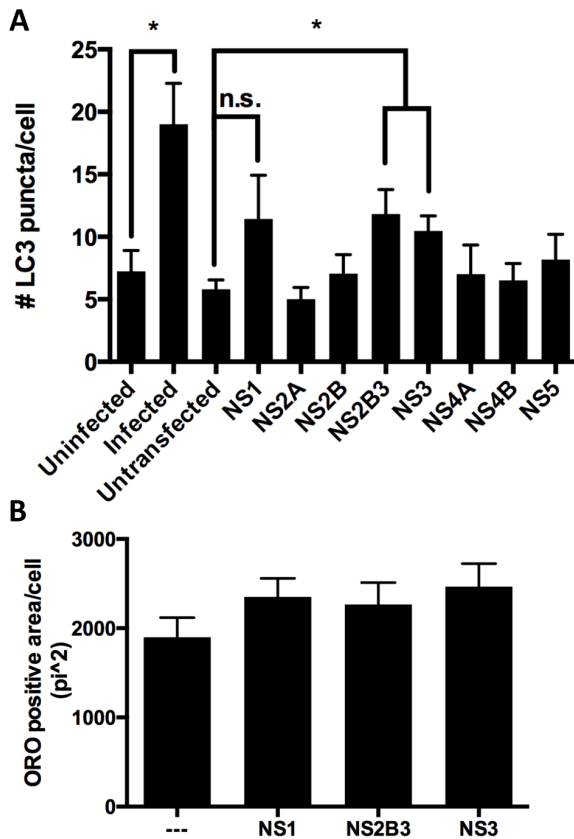 A
*
*
n.s.
# LC3 puncta/cell
25
20
15
10
5
0
Uninfected
Infected
Untransfected
NS1
NS2A
NS2B
NS2B3
NS3
NS4A
NS4B
NS5
B
ORO positive area/cell
(pi^2)
3000
2000
1000
0
---
NS1
NS2B3
NS3